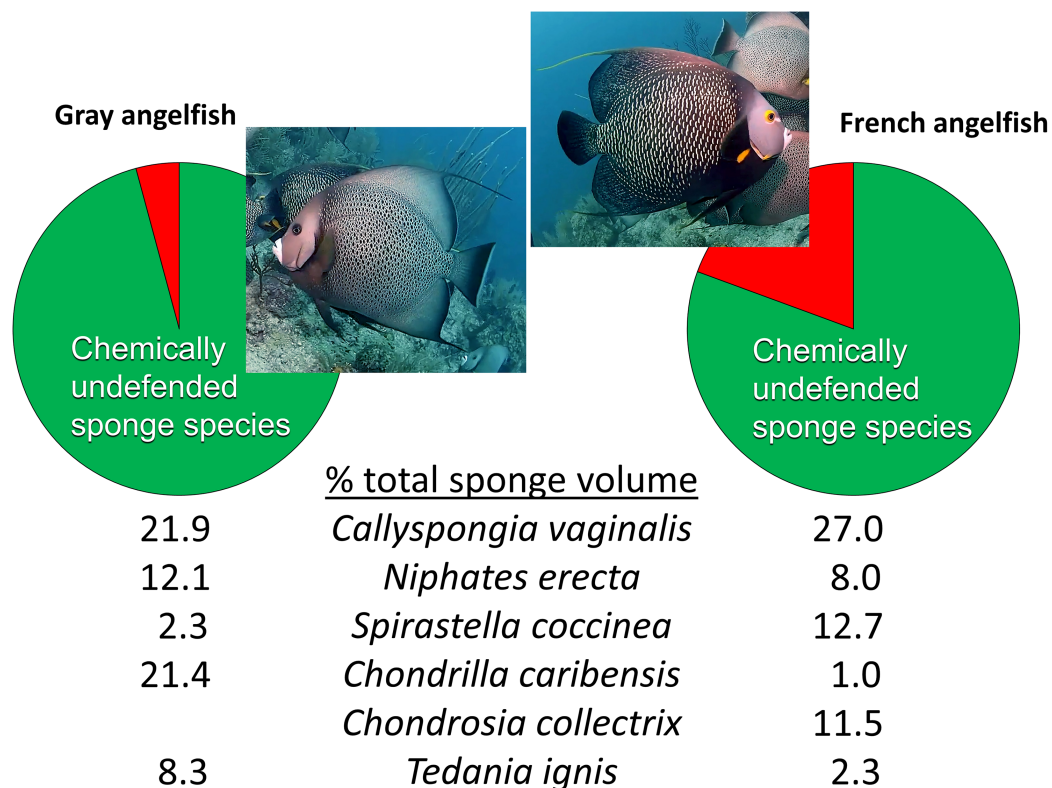 Gray angelfish
French angelfish
Chemically
undefended
sponge species
Chemically
undefended
sponge species
% total sponge volume
21.9 Callyspongia vaginalis 27.0
12.1 Niphates erecta 8.0
2.3 Spirastella coccinea 12.7
21.4 Chondrilla caribensis 1.0
Chondrosia collectrix 11.5
8.3 Tedania ignis 2.3